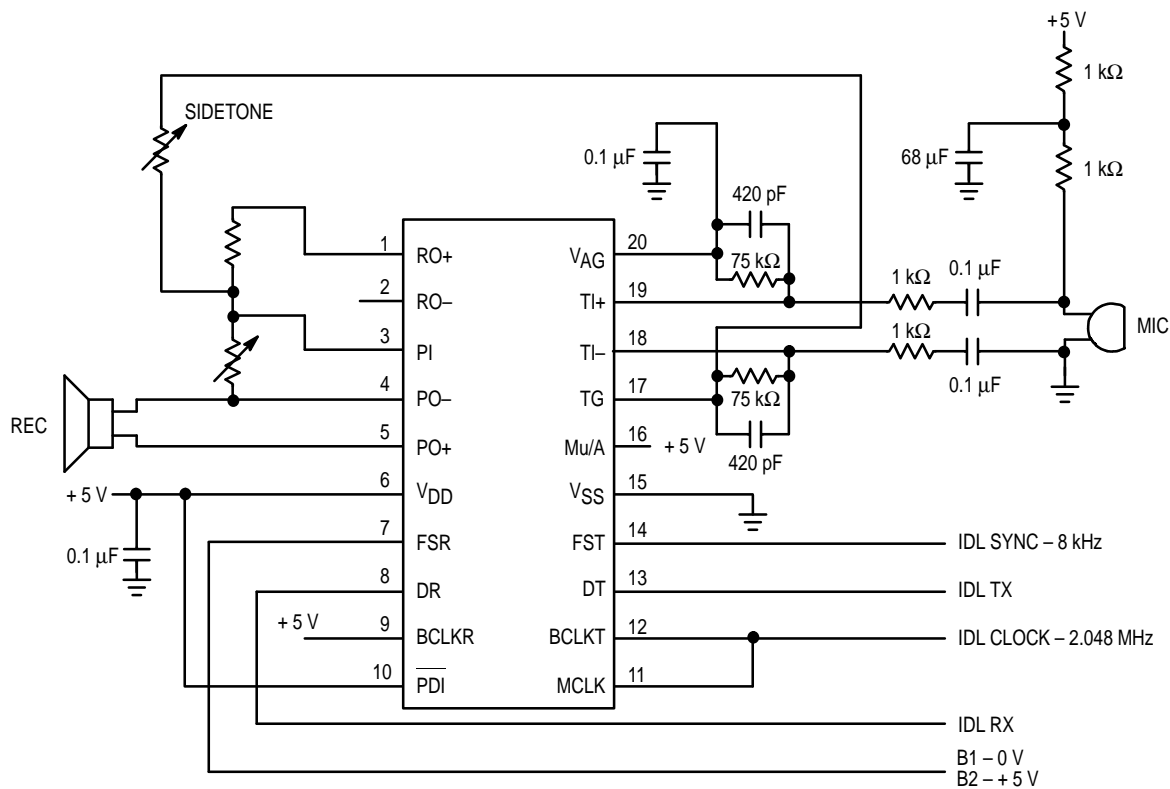 +5 V
1 kΩ
SIDETONE
0.1 µF
68 µF
1 kΩ
420 pF
1
RO+
VAG
20
75 kΩ
1 kΩ
0.1 µF
2
RO–
TI+
19
MIC
3
PI
TI–
18
1 kΩ
0.1 µF
REC
4
PO–
TG
17
75 kΩ
5
PO+
Mu/A
16
+ 5 V
420 pF
+ 5 V
6
VDD
VSS
15
0.1 µF
7
FSR
FST
14
IDL SYNC – 8 kHz
8
DR
DT
13
IDL TX
+ 5 V
9
BCLKR
BCLKT
12
IDL CLOCK – 2.048 MHz
10
PDI
MCLK
11
IDL RX
B1 – 0 V
B2 – + 5 V